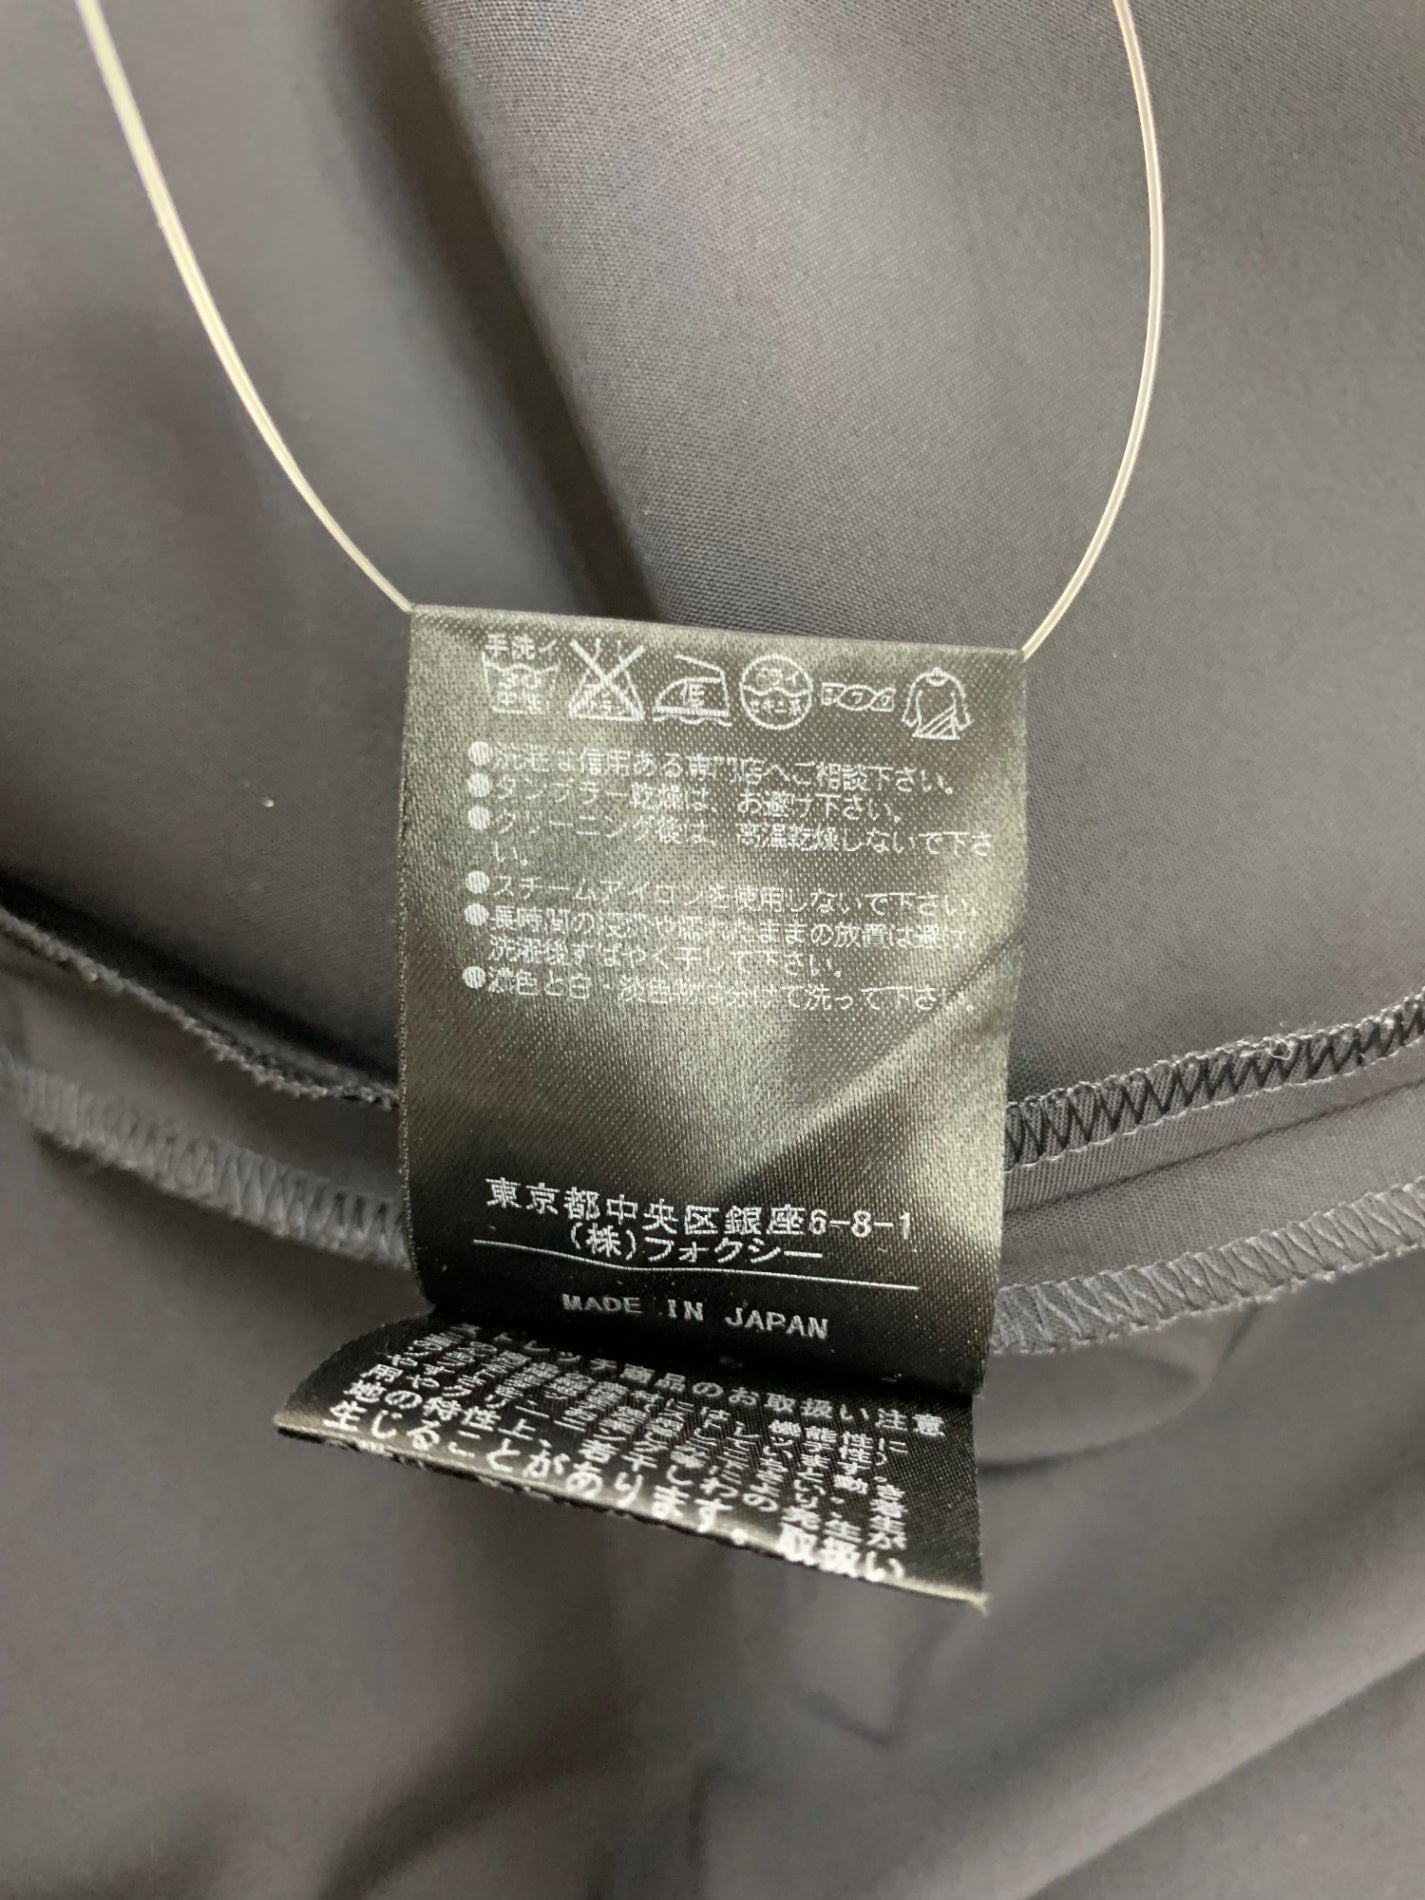 手洗イ
●洗濯は信用ある専門店へご相談下さい。
●タンブラー乾燥は、お避け下さい。
●クリーニング後は、高温乾燥しないで下さ
い。
●スチームアイロンを使用しないで下さい。
●長時間の浸漬や濡れたままの放置は避け
洗濯後すばやく干して下さい。
●濃色と白・淡色物は分けて洗って下さい。
東京都中央区銀座6-8-1
(株)フォクシー
MADE IN JAPAN
ストレッチ商品のお取扱い注意
地の特性上、若干しわの発生が
生じることがあります。取扱い